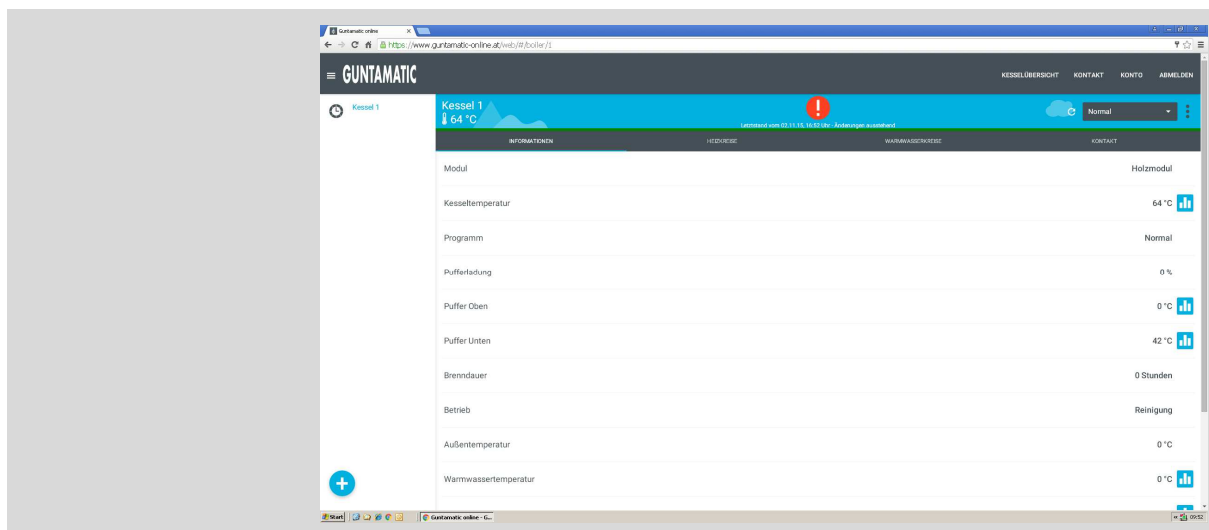 Guntamatic online
https://www.guntamatic-online.at/web/#/boiler/1
GUNTAMATIC
KESSELÜBERSICHT KONTAKT KONTO ABMELDEN
Kessel 1
Kessel 1
64 °C
Letztstand vom 02.11.15, 16:52 Uhr - Änderungen ausstehend
Normal
INFORMATIONEN HEIZKREISE WARMWASSERKREISE KONTAKT
Modul Holzmodul
Kesseltemperatur 64 °C
Programm Normal
Pufferladung 0 %
Puffer Oben 0 °C
Puffer Unten 42 °C
Brenndauer 0 Stunden
Betrieb Reinigung
Außentemperatur 0 °C
Warmwassertemperatur 0 °C
Start Guntamatic online - G... 09:52